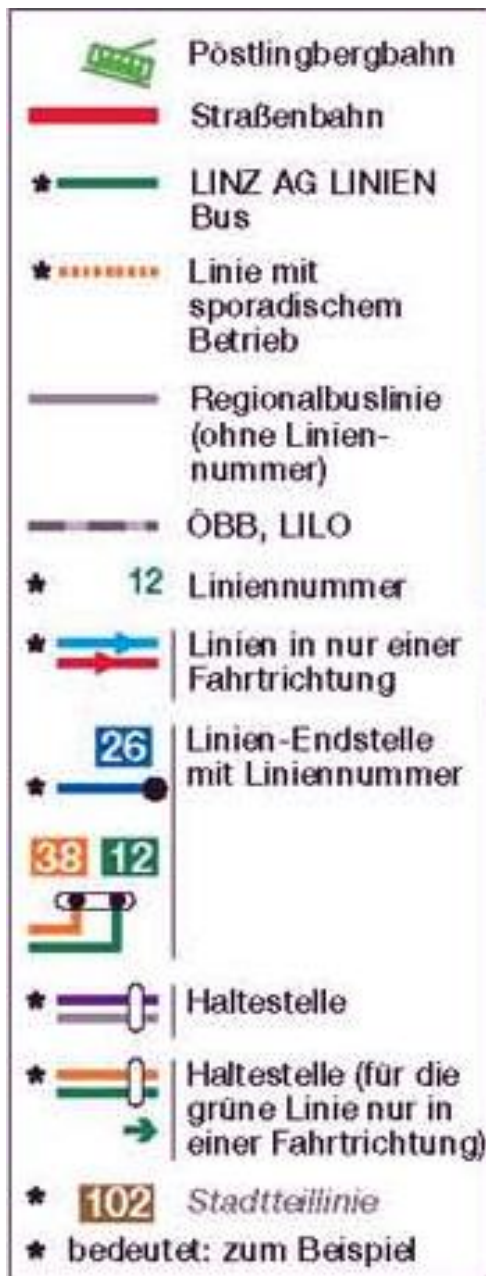 Pöstlingbergbahn
Straßenbahn
* LINZ AG LINIEN
Bus
* Linie mit
sporadischem
Betrieb
Regionalbuslinie
(ohne Linien-
nummer)
ÖBB, LILO
* 12 Liniennummer
* Linien in nur einer
Fahrtrichtung
26 Linien-Endstelle
* mit Liniennummer
38 12
* Haltestelle
* Haltestelle (für die
grüne Linie nur in
einer Fahrtrichtung)
* 102 Stadtteillinie
* bedeutet: zum Beispiel